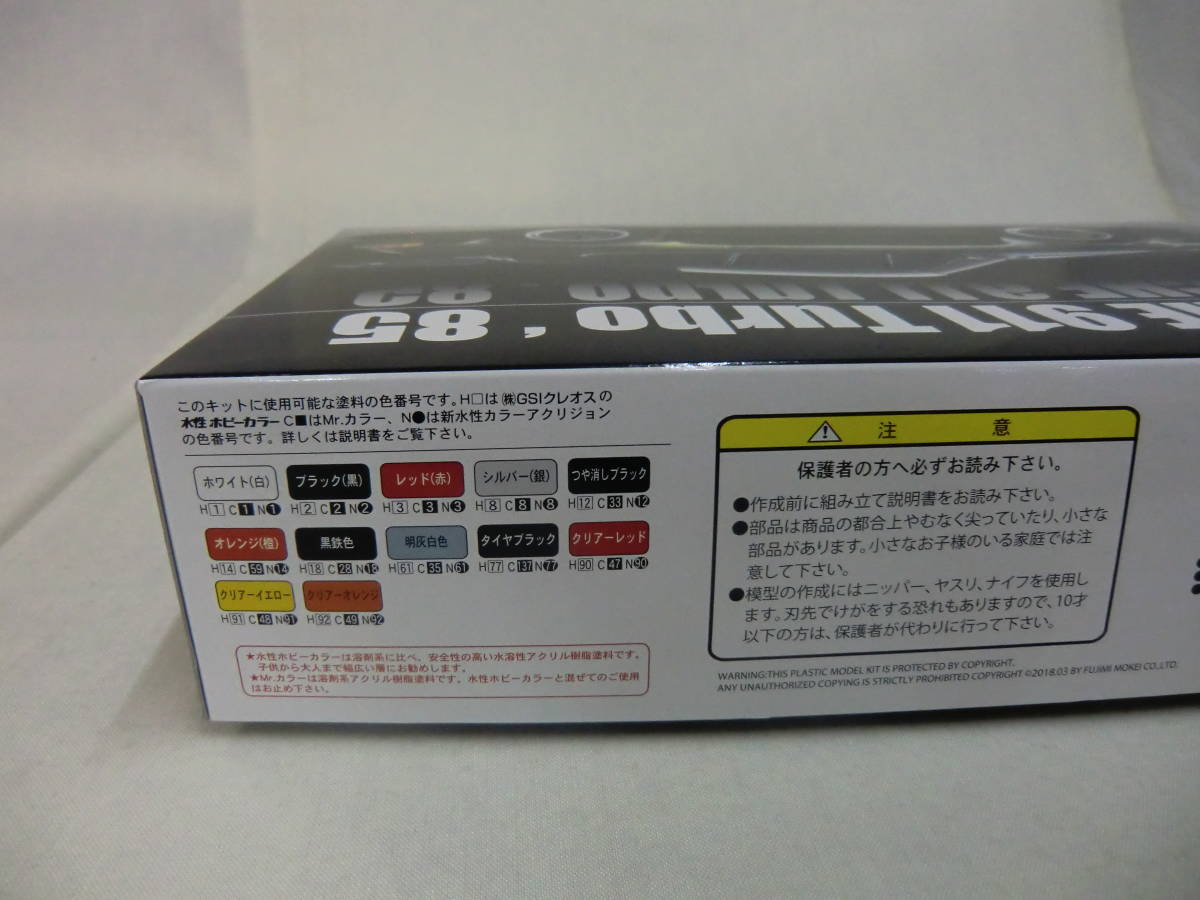 911 Turbo '85
このキットに使用可能な塗料の色番号です。H□は㈱GSIクレオスの
水性ホビーカラー C■はMr.カラー、N●は新水性カラーアクリジョン
の色番号です。詳しくは説明書をご覧下さい。
ホワイト(白) ブラック(黒) レッド(赤) シルバー(銀) つや消しブラック
H1 C1 N1 H2 C2 N2 H3 C3 N3 H8 C8 N8 H12 C33 N12
オレンジ(橙) 黒鉄色 明灰白色 タイヤブラック クリアーレッド
H14 C59 N14 H18 C28 N18 H61 C35 N61 H77 C137 N77 H90 C47 N90
クリアーイエロー クリアーオレンジ
H91 C48 N91 H92 C49 N92
★水性ホビーカラーは溶剤系に比べ、安全性の高い水溶性アクリル樹脂塗料です。
子供から大人まで幅広い層にお勧めします。
★Mr.カラーは溶剤系アクリル樹脂塗料です。水性ホビーカラーと混ぜてのご使用
はお止め下さい。
注 意
保護者の方へ必ずお読み下さい。
●作成前に組み立て説明書をお読み下さい。
●部品は商品の都合上やむなく尖っていたり、小さな
部品があります。小さなお子様のいる家庭では注
意して下さい。
●模型の作成にはニッパー、ヤスリ、ナイフを使用し
ます。刃先でけがをする恐れもありますので、10才
以下の方は、保護者が代わりに行って下さい。
WARNING:THIS PLASTIC MODEL KIT IS PROTECTED BY COPYRIGHT.
ANY UNAUTHORIZED COPYING IS STRICTLY PROHIBITED COPYRIGHT ©2018.03 BY FUJIMI MOKEI CO.,LTD.